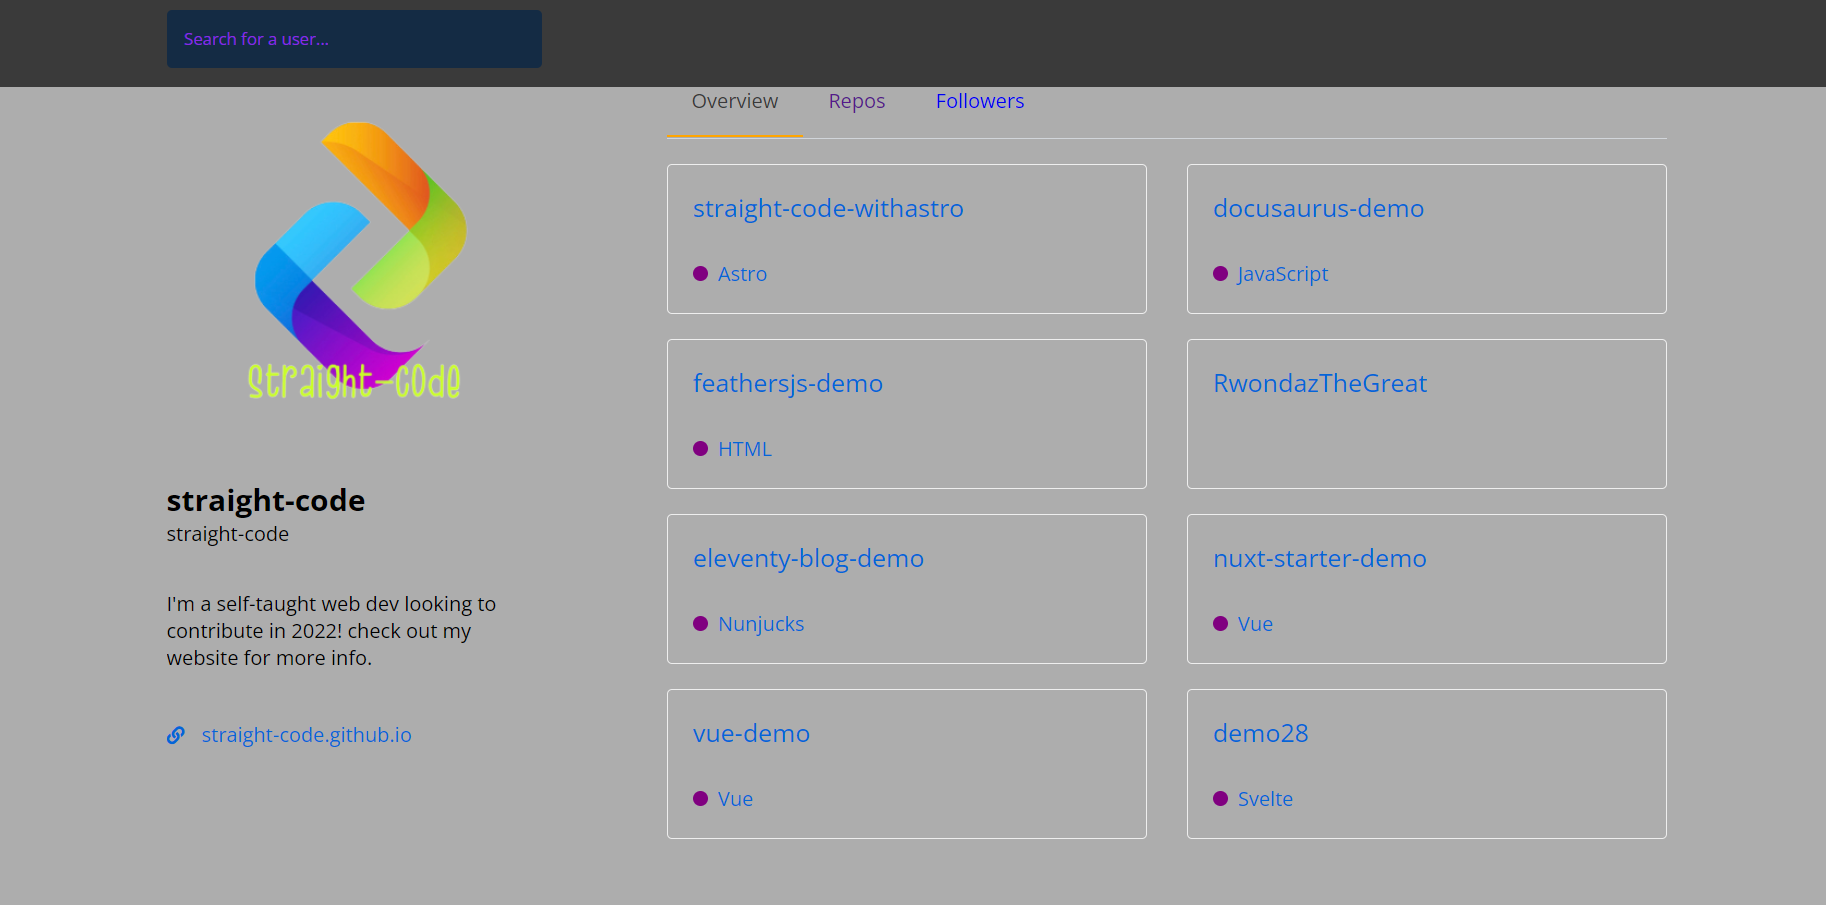 Search for a user...
Overview Repos Followers
straight-code
straight-code
straight-code
I'm a self-taught web dev looking to
contribute in 2022! check out my
website for more info.
straight-code.github.io
straight-code-withastro
Astro
docusaurus-demo
JavaScript
feathersjs-demo
HTML
RwondazTheGreat
eleventy-blog-demo
Nunjucks
nuxt-starter-demo
Vue
vue-demo
Vue
demo28
Svelte